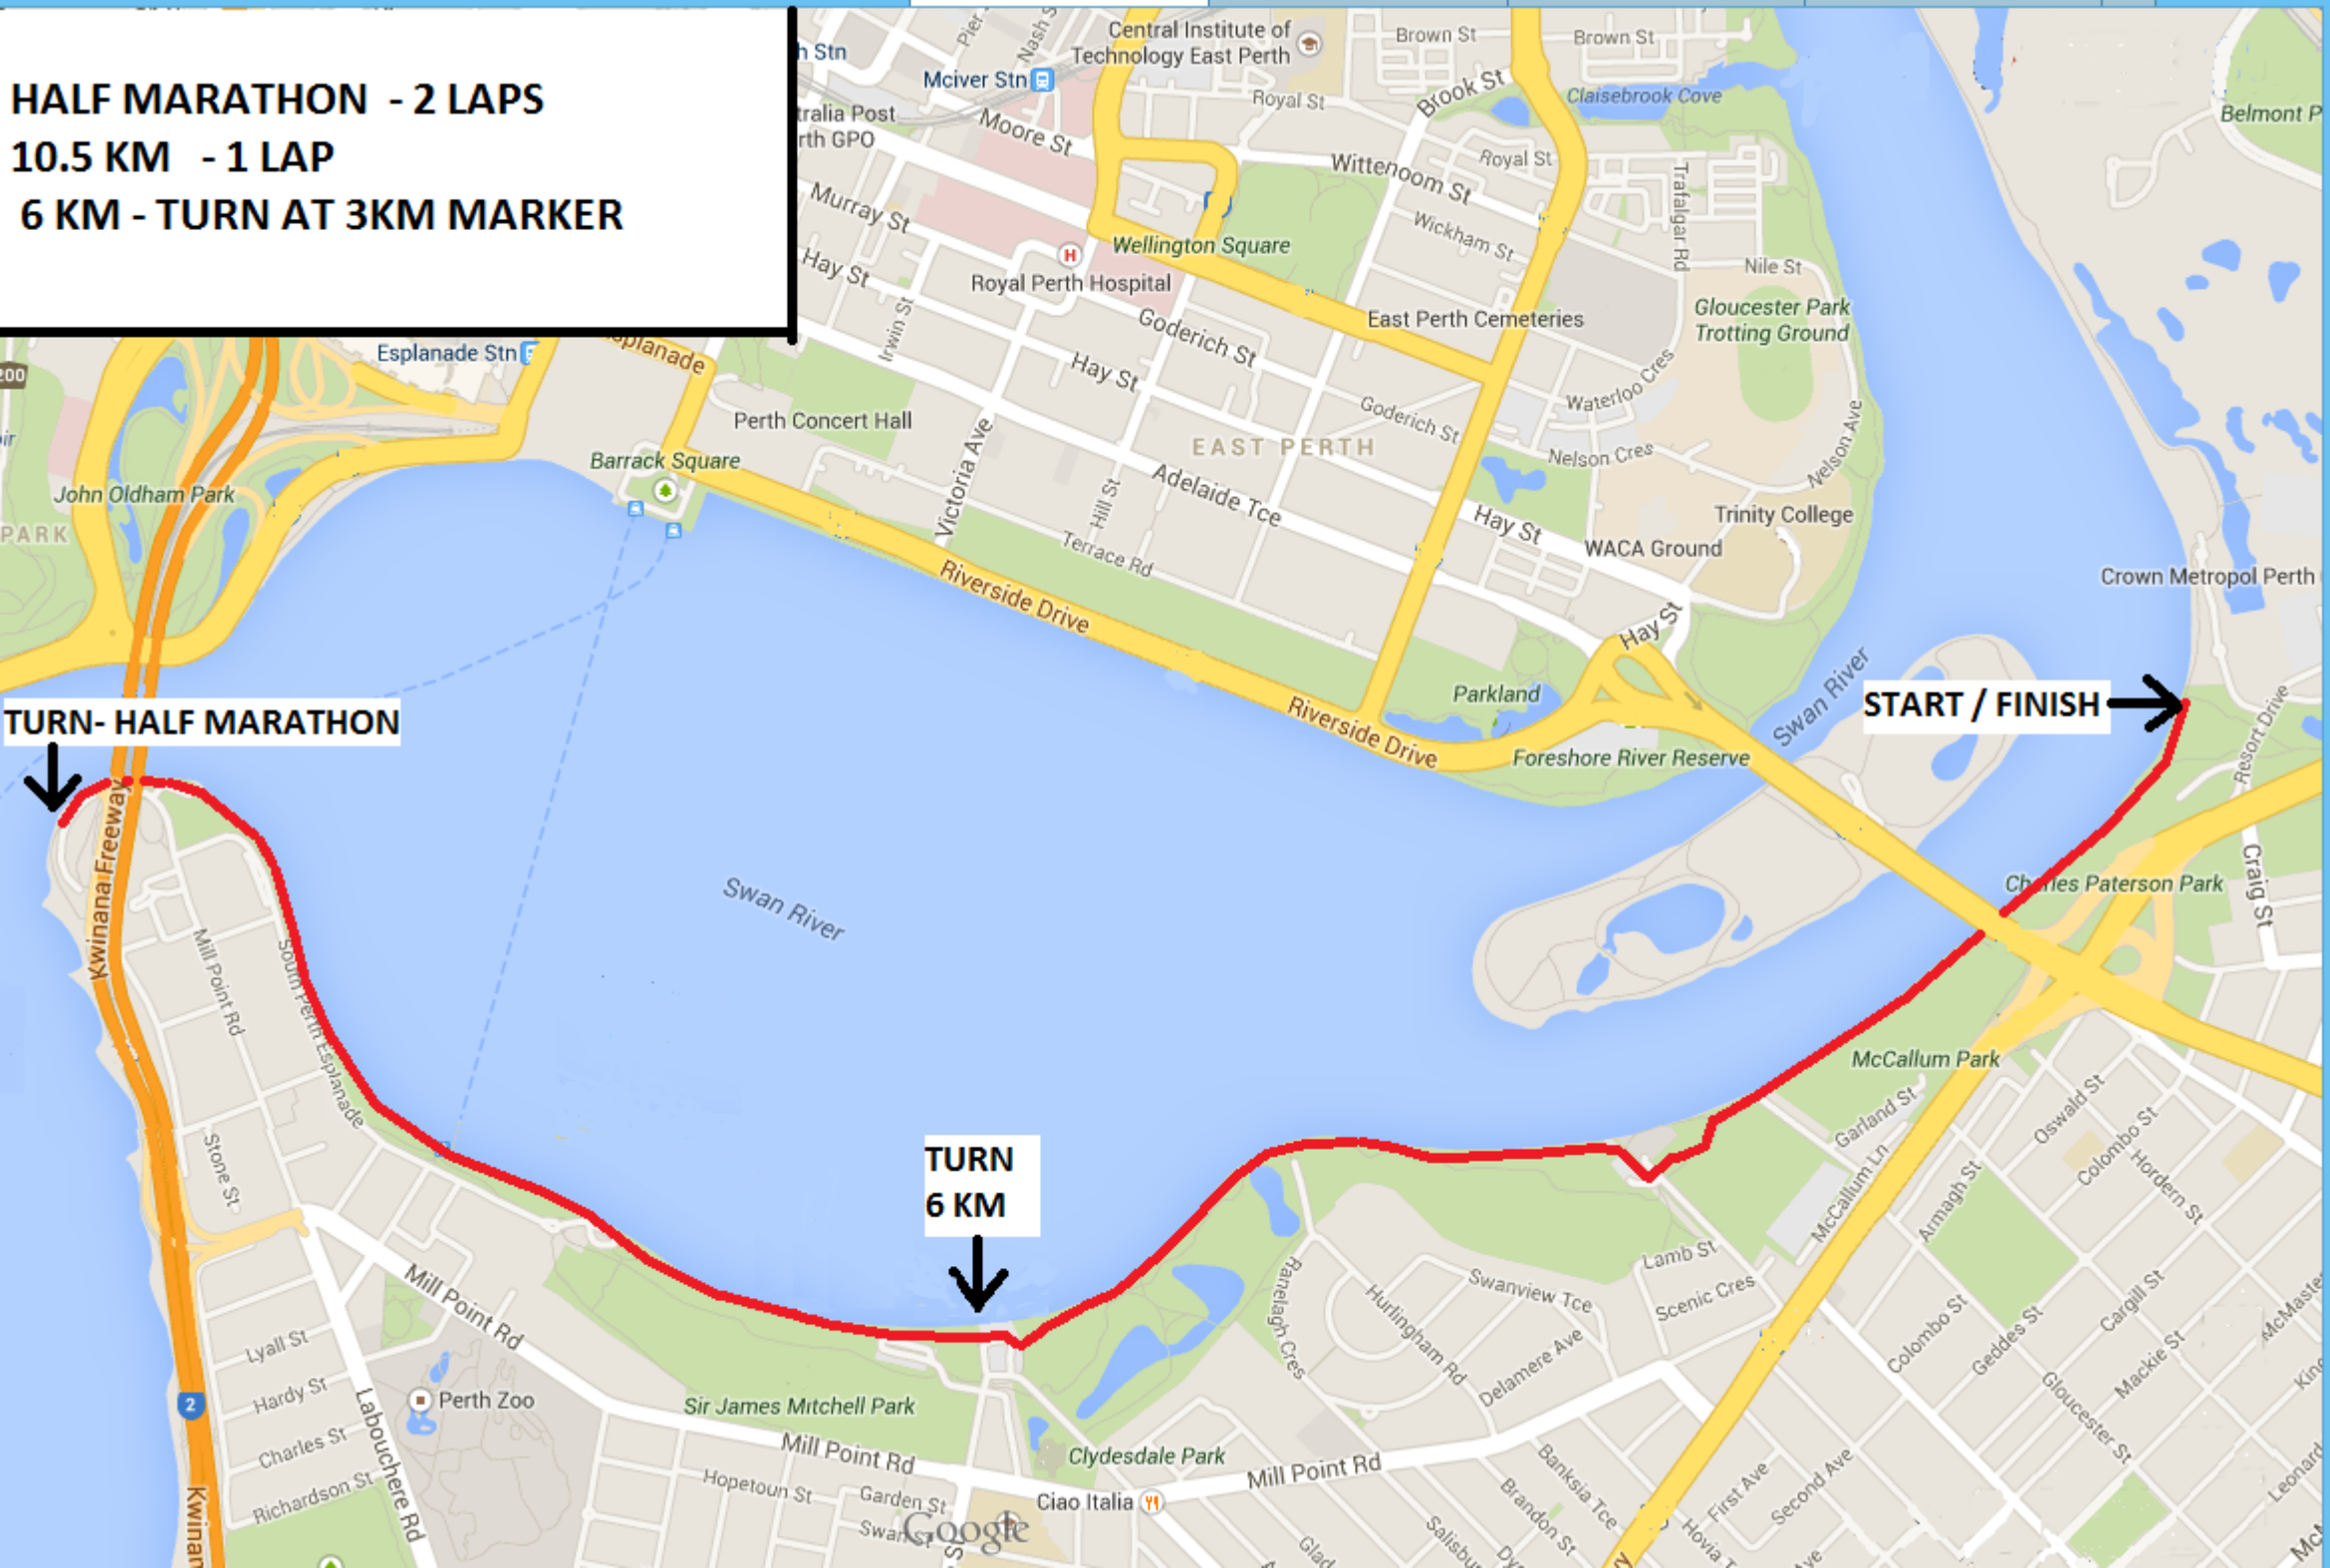 HALF MARATHON - 2 LAPS
10.5 KM - 1 LAP
6 KM - TURN AT 3KM MARKER
Central Institute of
Technology East Perth
Brown St
Brown St
Mciver Stn
Nash St
Royal St
Brook St
Claisebrook Cove
Belmont P
Moore St
Wittenoom St
Royal St
Trafalgar Rd
Murray St
Wickham St
Wellington Square
Hay St
Royal Perth Hospital
H
Nile St
Gloucester Park
Trotting Ground
East Perth Cemeteries
Goderich St
Irwin St
Esplanade Stn
Hay St
Waterloo Cres
Goderich St
Perth Concert Hall
EAST PERTH
Nelson Cres
Nelson Ave
Barrack Square
Victoria Ave
Hill St
Adelaide Tce
Hay St
Trinity College
John Oldham Park
PARK
Terrace Rd
WACA Ground
Crown Metropol Perth
Riverside Drive
Hay St
Parkland
Swan River
Riverside Drive
Foreshore River Reserve
TURN- HALF MARATHON
START / FINISH
Resort Drive
Kwinana Freeway
Swan River
Charles Paterson Park
Craig St
Mill Point Rd
South Perth Esplanade
McCallum Park
Garland St
Oswald St
Colombo St
Hordern St
Stone St
TURN
6 KM
McCallum Ln
Armagh St
Lamb St
Swanview Tce
Scenic Cres
Ranelagh Cres
Hurlingham Rd
Delamere Ave
Mill Point Rd
Lyall St
Hardy St
Charles St
Richardson St
Labouchere Rd
2
Perth Zoo
Sir James Mitchell Park
Mill Point Rd
Clydesdale Park
Mill Point Rd
Hopetoun St
Garden St
Ciao Italia
Google
Colombo St
Geddes St
Cargill St
Mackie St
Gloucester St
Banksia Tce
Brandon St
First Ave
Second Ave
Kwinan